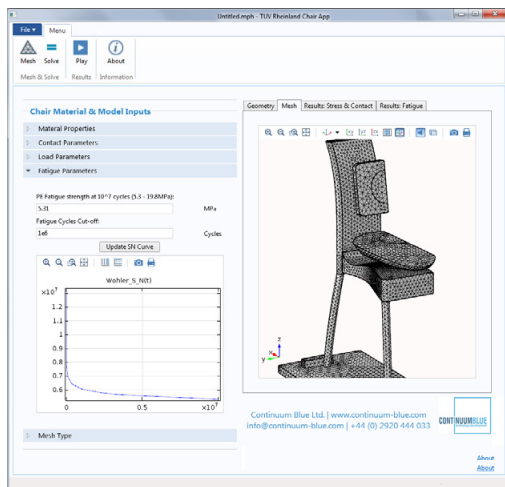 Untitled.mph - TUV Rheinland Chair App
File Menu
Mesh Solve Play About
Mesh & Solve Results Information
Chair Material & Model Inputs
Materal Properties
Contact Parameters
Load Parameters
Fatigue Parameters
PE Fatigue strength at 10^7 cycles (5.3 - 19.8MPa):
5.31 MPa
Fatigue Cycles Cut-off:
1e6 Cycles
Update SN Curve
Wohler_S_N(t)
×10⁷
1.2
1.1
1
0.9
0.8
0.7
0.6
0 0.5 ×10⁷
Mesh Type
Geometry Mesh Results: Stress & Contact Results: Fatigue
z
x
y
Continuum Blue Ltd. | www.continuum-blue.com
info@continuum-blue.com | +44 (0) 2920 444 033
CONTINUUMBLUE
About
About